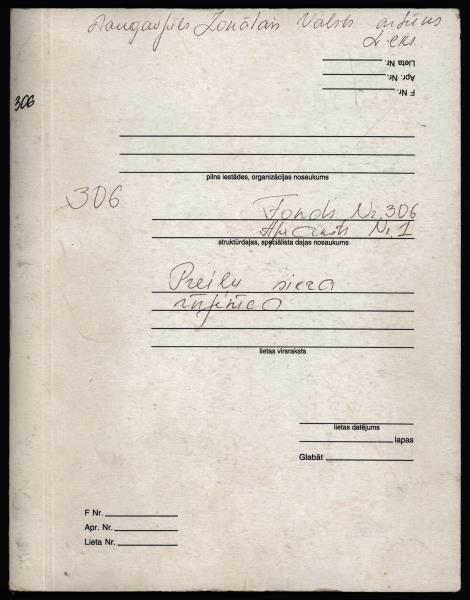 Daugavpils Zonālais Valsts arhīvs
2. eks.
Lieta Nr.
Apr. Nr.
F Nr.
306
pilns iestādes, organizācijas nosaukums
306
Fonds Nr. 306
Apraksts Nr. 1
struktūrdaļas, speciālista daļas nosaukums
Preiļu siera
rūpnīca
lietas virsraksts
lietas datējums
lapas
Glabāt
F Nr.
Apr. Nr.
Lieta Nr.